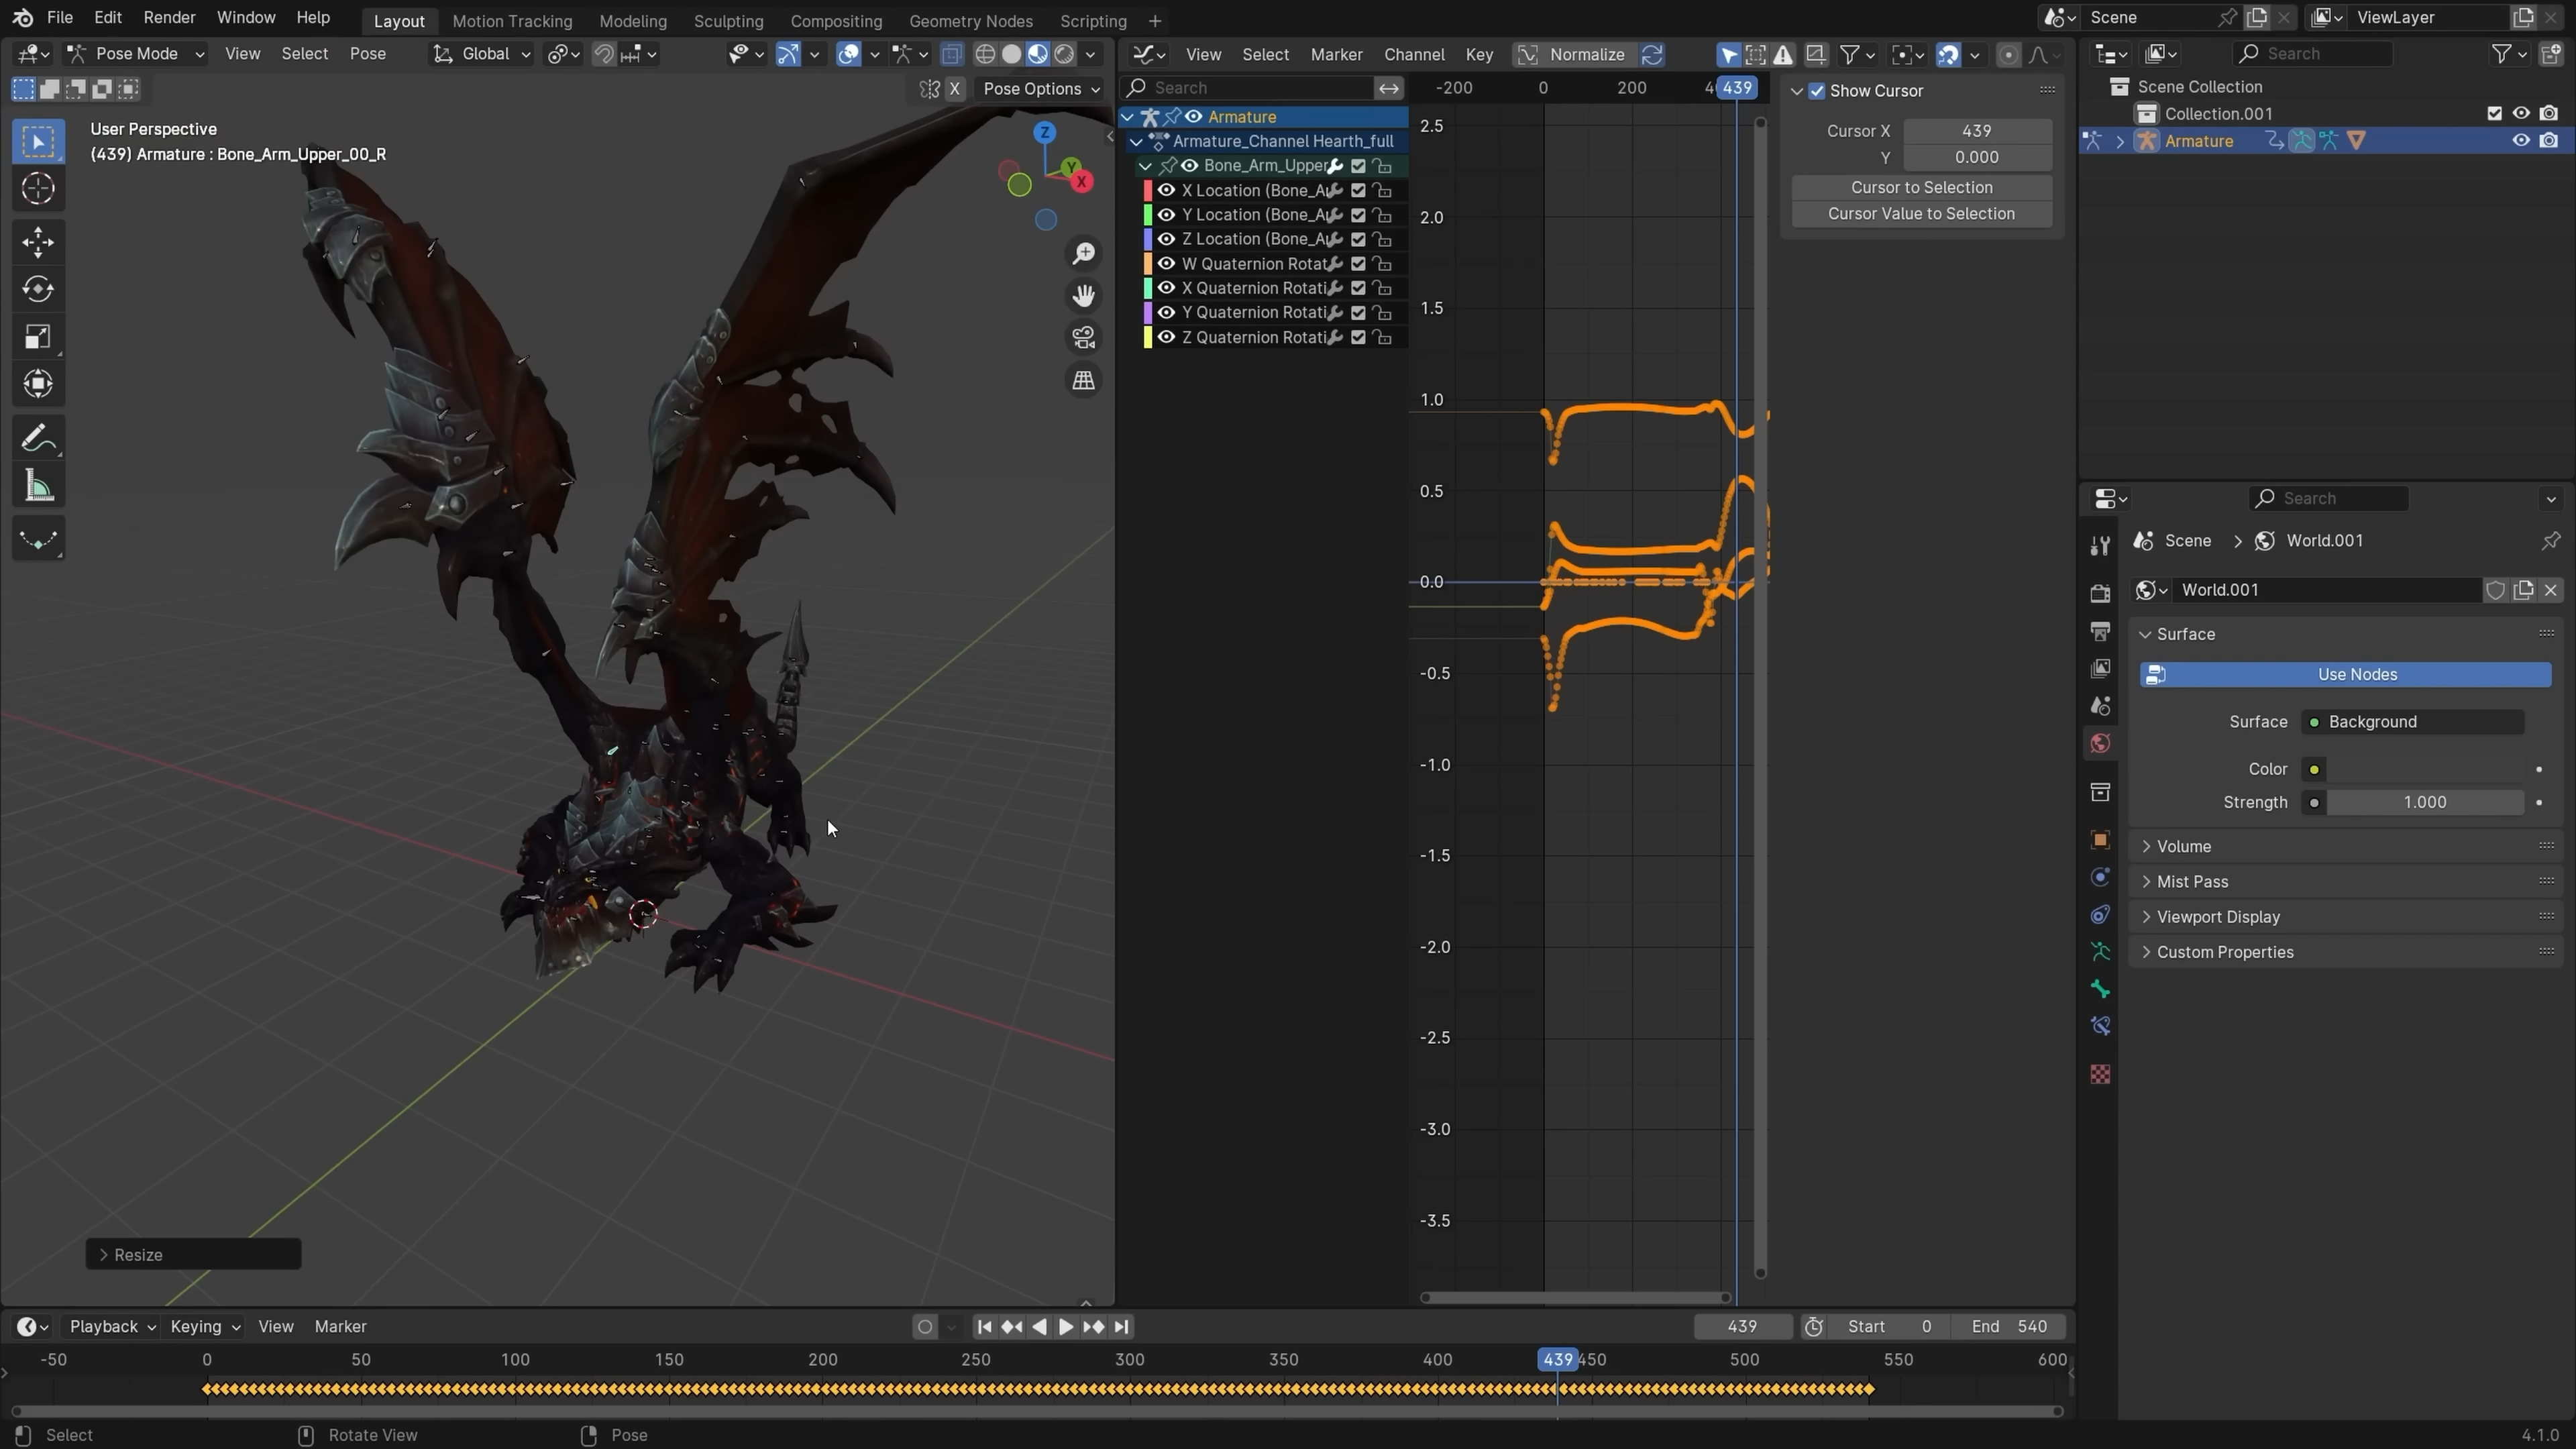 File Edit Render Window Help
Layout Motion Tracking Modeling Sculpting Compositing Geometry Nodes Scripting +
Scene
ViewLayer
Pose Mode View Select Pose Global
X Pose Options
User Perspective
(439) Armature : Bone_Arm_Upper_00_R
Z
Y
X
Resize
View Select Marker Channel Key Normalize
Search
Armature
Armature_Channel Hearth_full
Bone_Arm_Upper
X Location (Bone_Ar
Y Location (Bone_Ar
Z Location (Bone_Ar
W Quaternion Rotat
X Quaternion Rotati
Y Quaternion Rotati
Z Quaternion Rotati
-200 0 200 439
2.5
2.0
1.5
1.0
0.5
0.0
-0.5
-1.0
-1.5
-2.0
-2.5
-3.0
-3.5
Show Cursor
Cursor X 439
Y 0.000
Cursor to Selection
Cursor Value to Selection
Search
Scene Collection
Collection.001
Armature
Search
Scene > World.001
World.001
Surface
Use Nodes
Surface Background
Color
Strength 1.000
Volume
Mist Pass
Viewport Display
Custom Properties
Playback Keying View Marker
439 Start 0 End 540
-50 0 50 100 150 200 250 300 350 400 439 450 500 550 600
Select Rotate View Pose 4.1.0